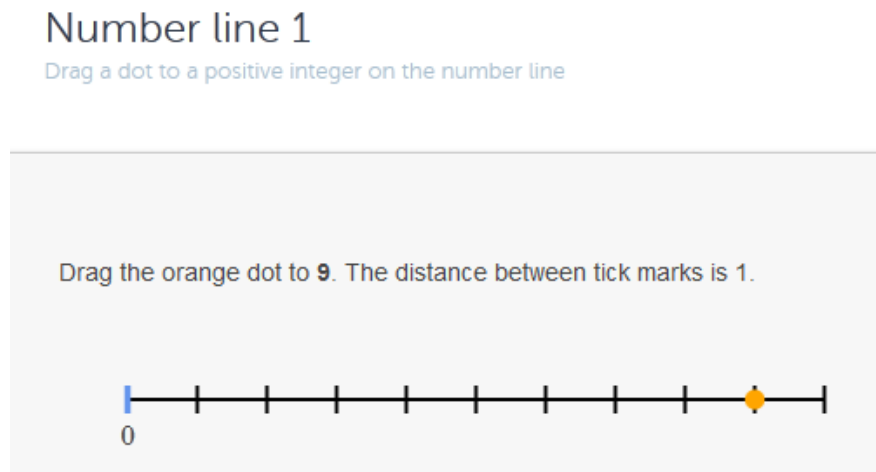 Number line 1
Drag a dot to a positive integer on the number line
Drag the orange dot to 9. The distance between tick marks is 1.
0